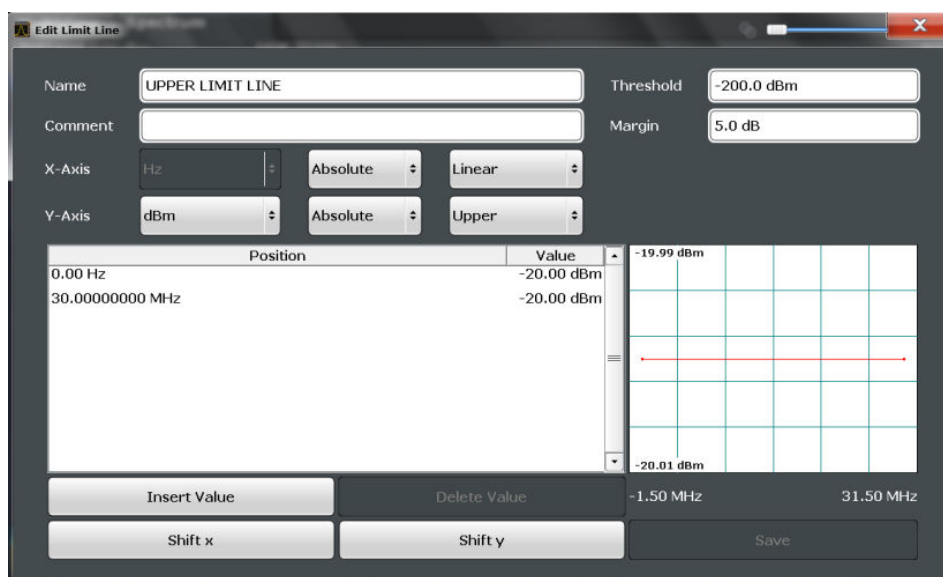 Edit Limit Line
Name UPPER LIMIT LINE Threshold -200.0 dBm
Comment Margin 5.0 dB
X-Axis Hz Absolute Linear
Y-Axis dBm Absolute Upper
Position Value
0.00 Hz -20.00 dBm
30.00000000 MHz -20.00 dBm
-19.99 dBm
-20.01 dBm
Insert Value Delete Value -1.50 MHz 31.50 MHz
Shift x Shift y Save